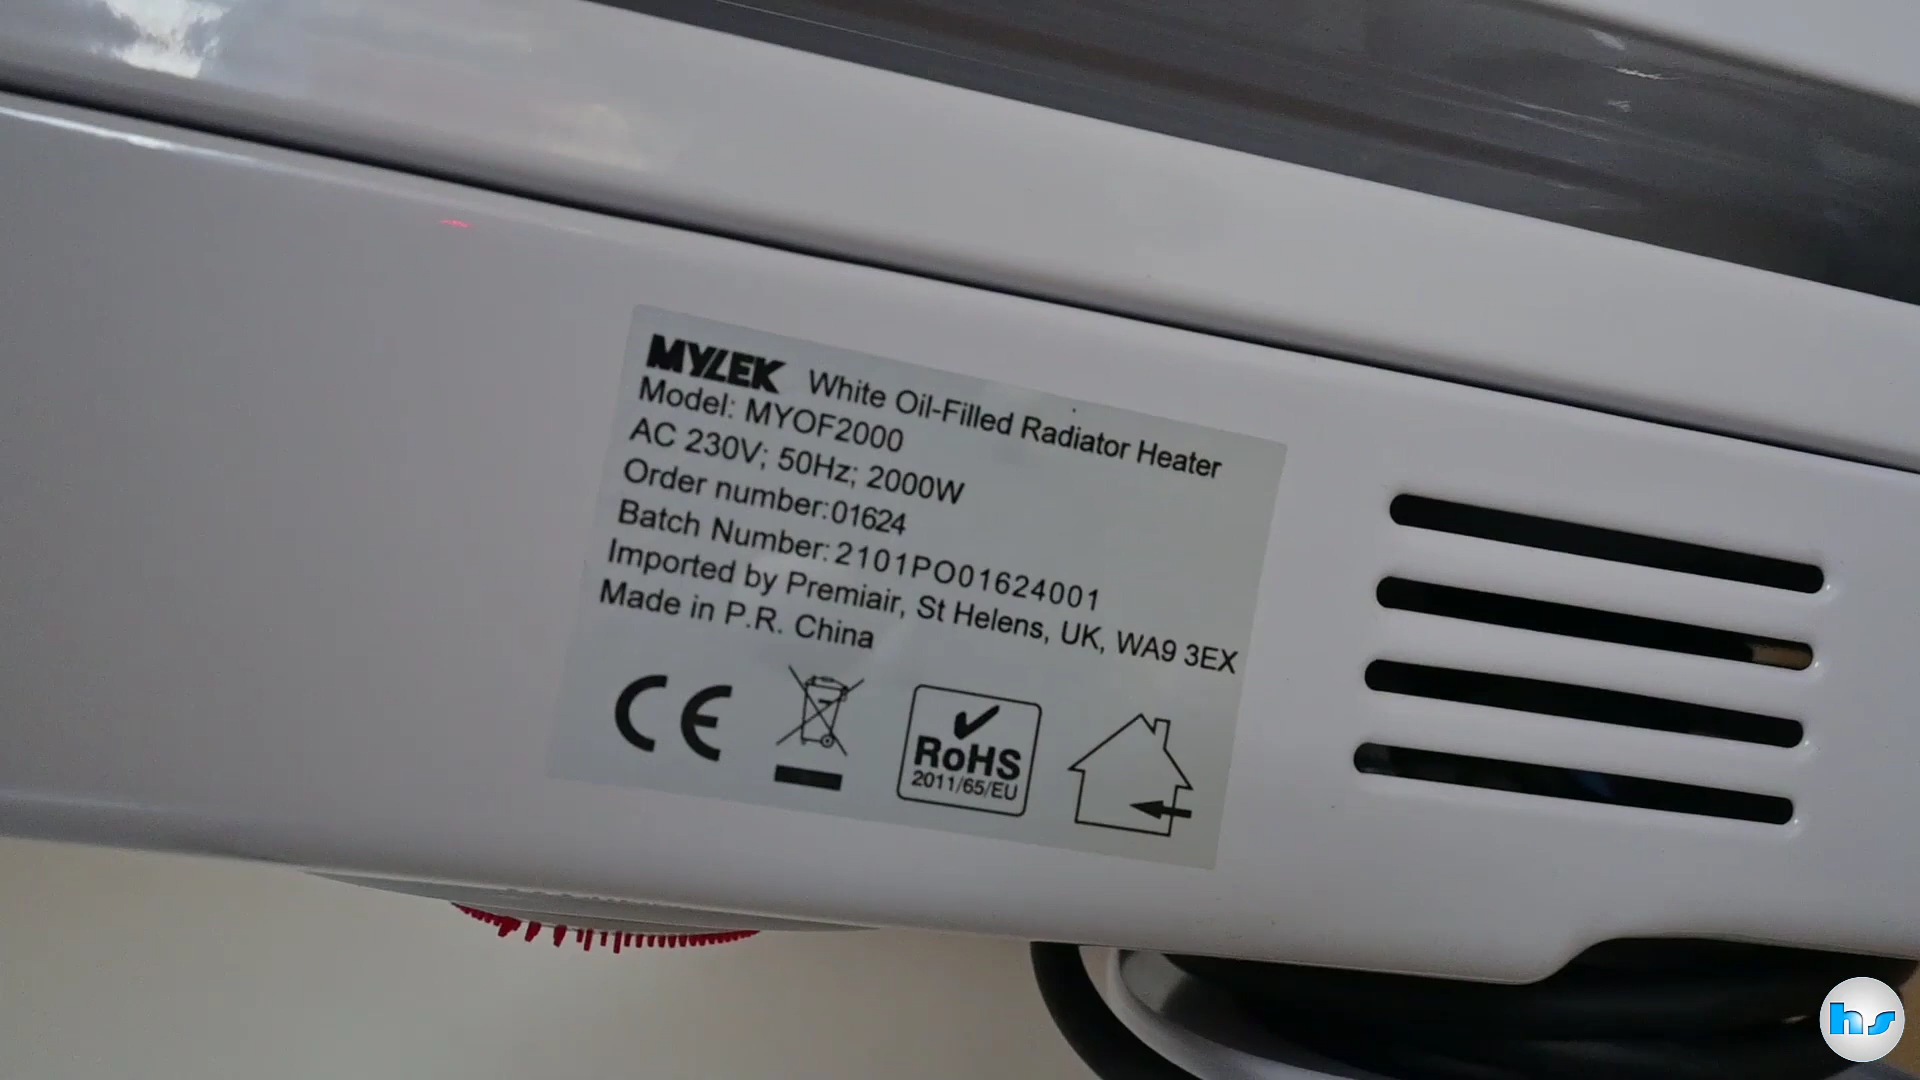 MYLEK White Oil-Filled Radiator Heater
Model: MYOF2000
AC 230V; 50Hz; 2000W
Order number:01624
Batch Number: 2101PO01624001
Imported by Premiair, St Helens, UK, WA9 3EX
Made in P.R. China
CE
RoHS
2011/65/EU
hs